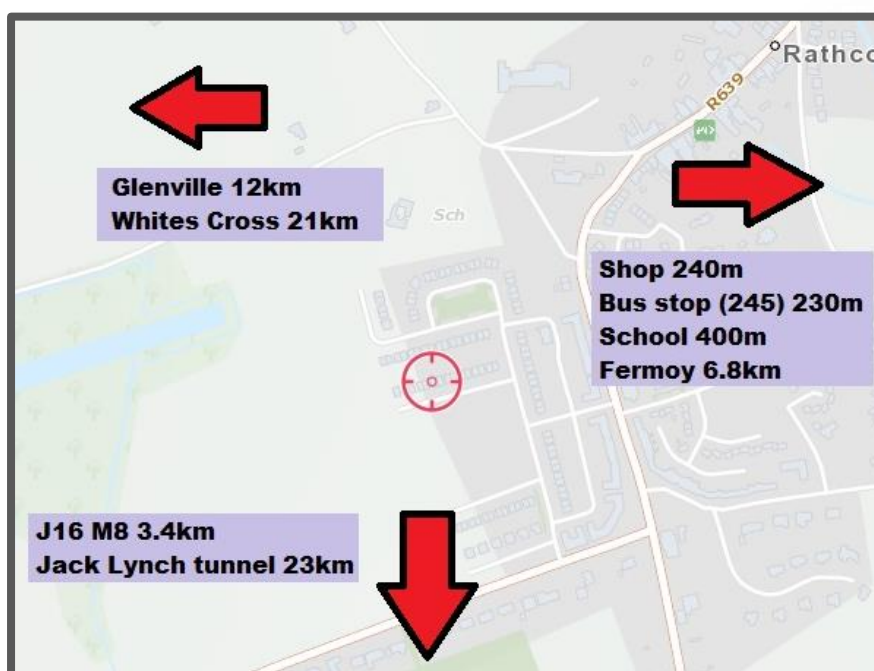 Rathco
R639
Glenville 12km
Whites Cross 21km
Sch
Shop 240m
Bus stop (245) 230m
School 400m
Fermoy 6.8km
J16 M8 3.4km
Jack Lynch tunnel 23km